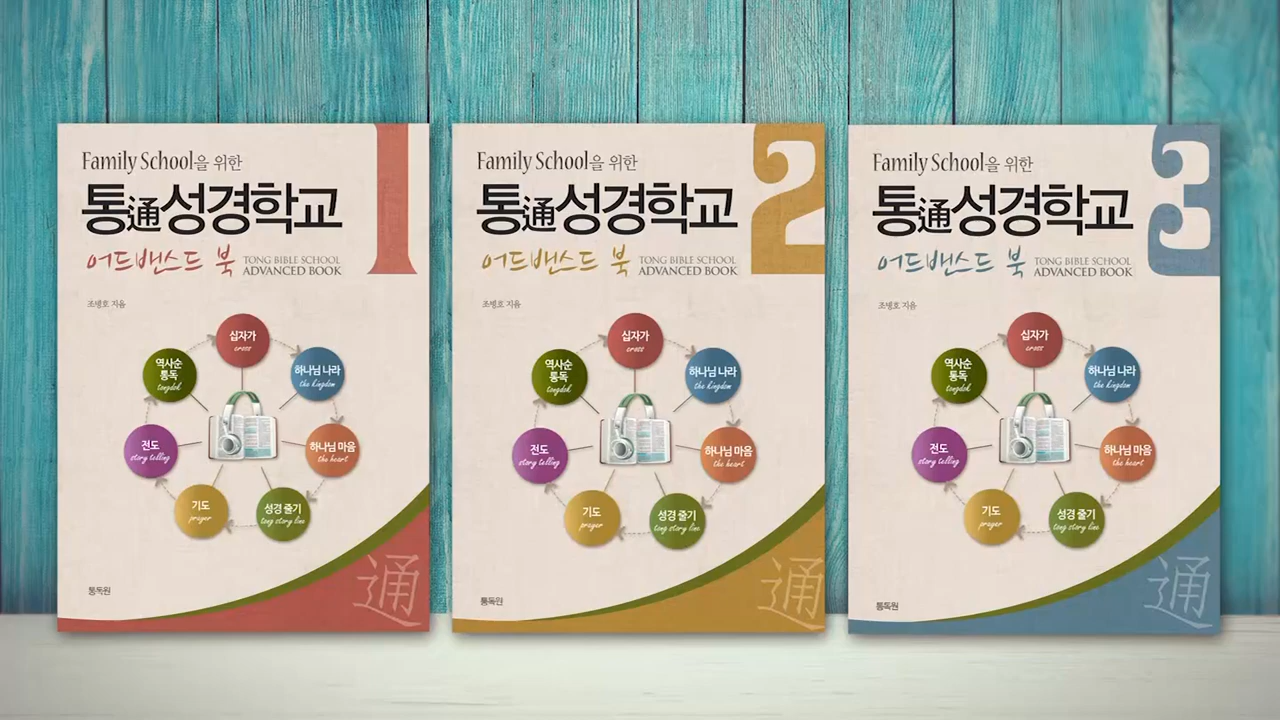 Family School을 위한
통通성경학교
어드밴스드 북
TONG BIBLE SCHOOL
ADVANCED BOOK
1
조병호 지음
십자가
cross
하나님 나라
the kingdom
하나님 마음
the heart
성경 줄기
tong story line
기도
prayer
전도
story telling
역사순
통독
tongdok
통독원
通
Family School을 위한
통通성경학교
어드밴스드 북
TONG BIBLE SCHOOL
ADVANCED BOOK
2
조병호 지음
십자가
cross
하나님 나라
the kingdom
하나님 마음
the heart
성경 줄기
tong story line
기도
prayer
전도
story telling
역사순
통독
tongdok
통독원
通
Family School을 위한
통通성경학교
어드밴스드 북
TONG BIBLE SCHOOL
ADVANCED BOOK
3
조병호 지음
십자가
cross
하나님 나라
the kingdom
하나님 마음
the heart
성경 줄기
tong story line
기도
prayer
전도
story telling
역사순
통독
tongdok
통독원
通